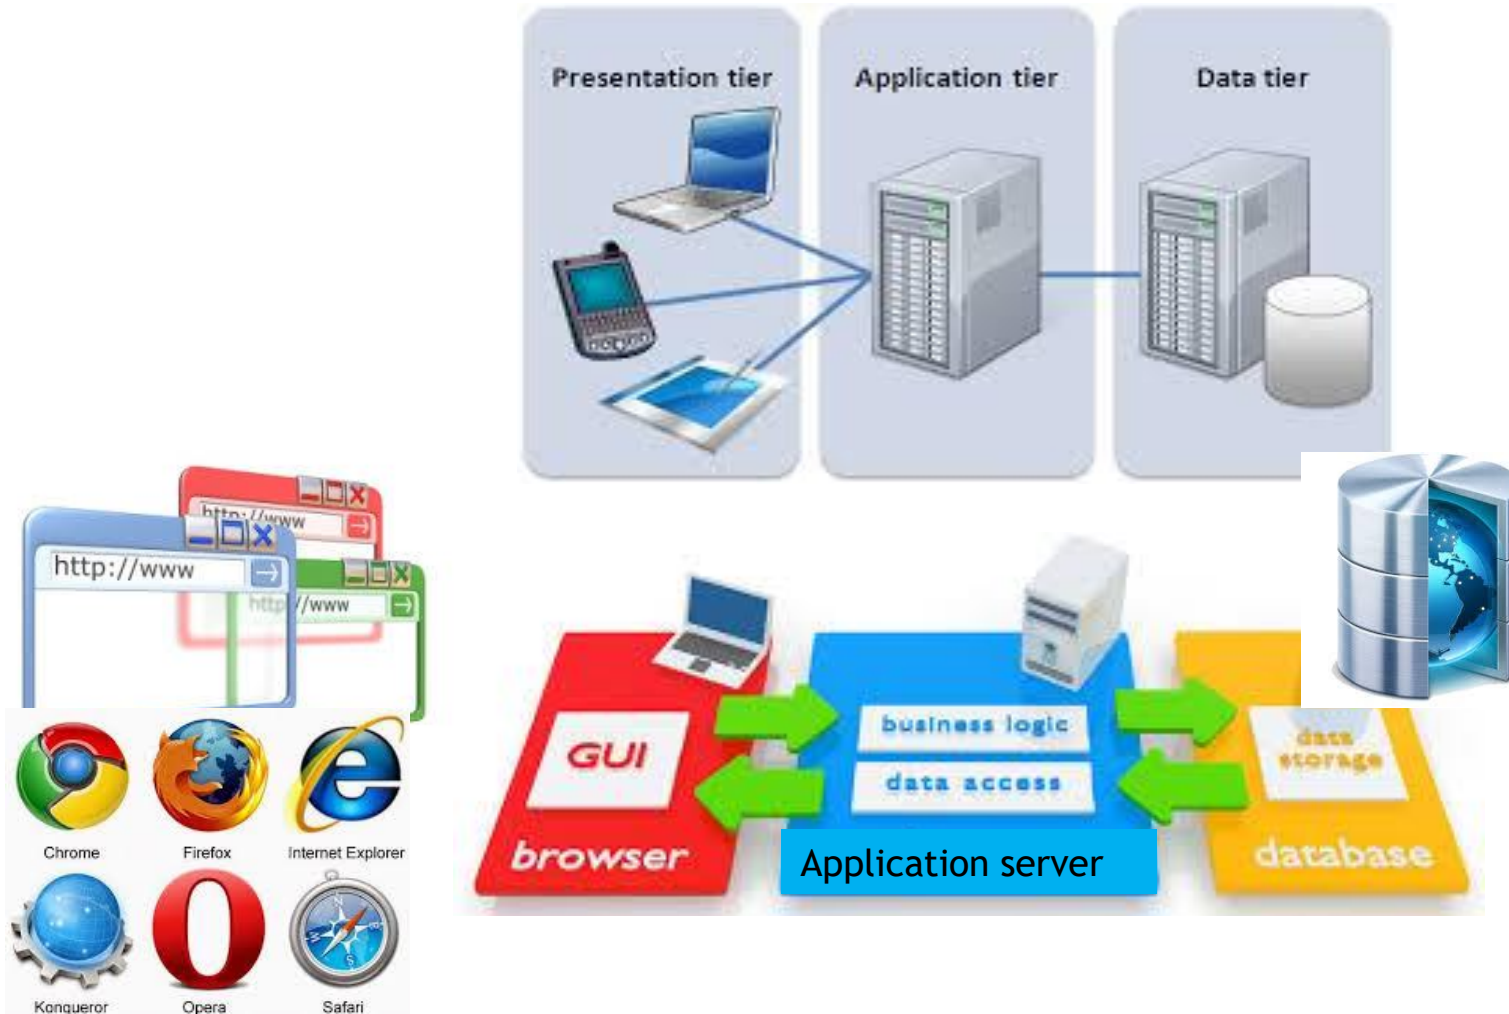 Presentation tier
Application tier
Data tier
http://www
http://www
http://www
GUI
business logic
data access
data
storage
browser
Application server
database
Chrome
Firefox
Internet Explorer
Konqueror
Opera
Safari
N
W
S